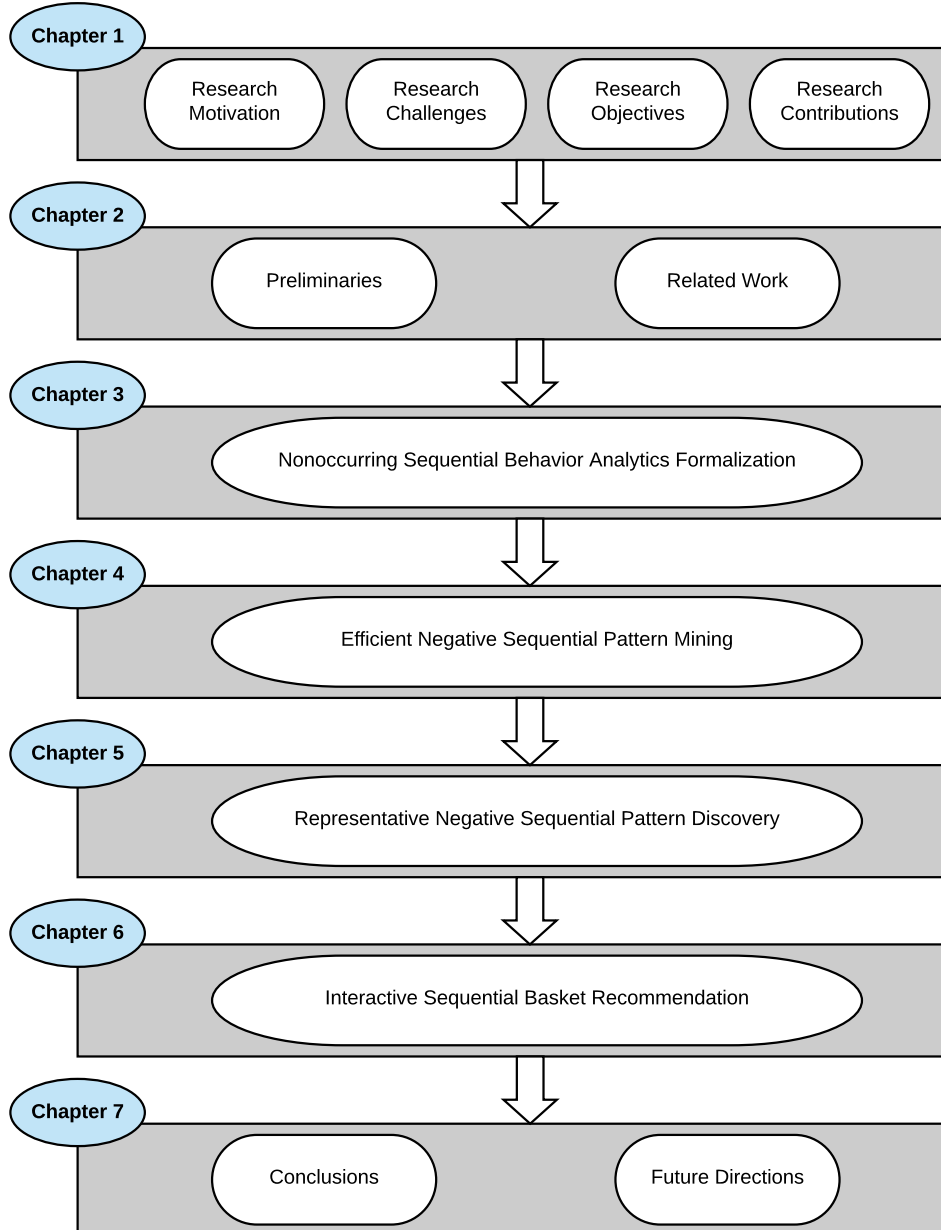 Chapter 1
Research
Motivation
Research
Challenges
Research
Objectives
Research
Contributions
Chapter 2
Preliminaries
Related Work
Chapter 3
Nonoccurring Sequential Behavior Analytics Formalization
Chapter 4
Efficient Negative Sequential Pattern Mining
Chapter 5
Representative Negative Sequential Pattern Discovery
Chapter 6
Interactive Sequential Basket Recommendation
Chapter 7
Conclusions
Future Directions